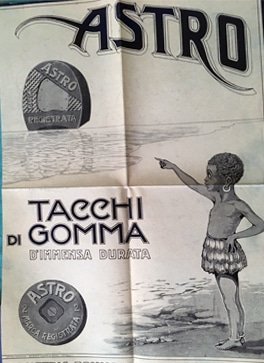 ASTRO
ASTRO
REGISTRATA
TACCHI
DI GOMMA
D'IMMENSA DURATA
ASTRO
MARCA REGISTRATA